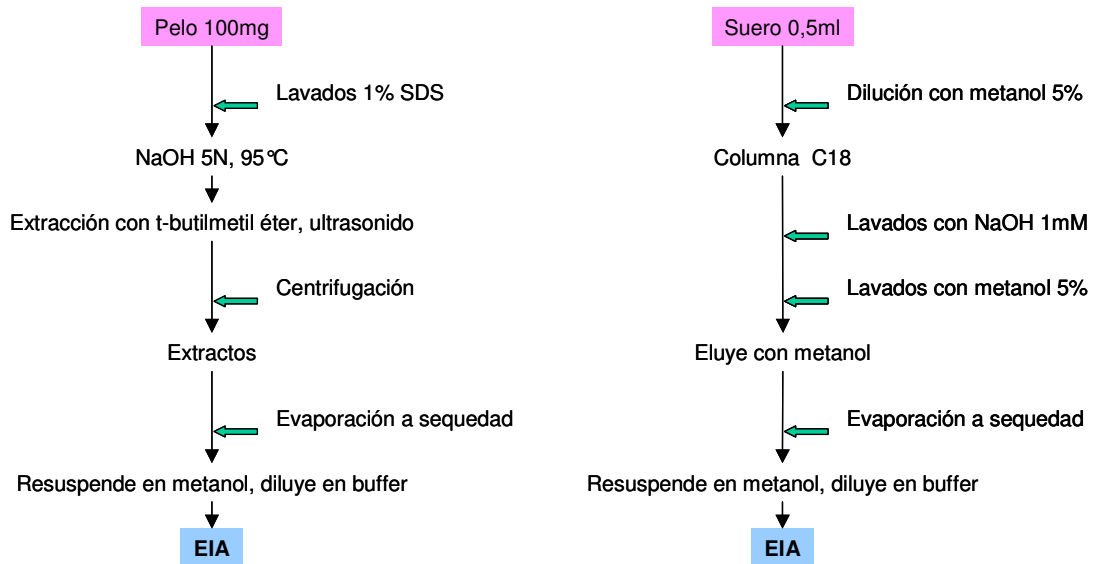 Pelo 100mg
Lavados 1% SDS
NaOH 5N, 95°C
Extracción con t-butilmetil éter, ultrasonido
Centrifugación
Extractos
Evaporación a sequedad
Resuspende en metanol, diluye en buffer
EIA
Suero 0,5ml
Dilución con metanol 5%
Columna C18
Lavados con NaOH 1mM
Lavados con metanol 5%
Eluye con metanol
Evaporación a sequedad
Resuspende en metanol, diluye en buffer
EIA